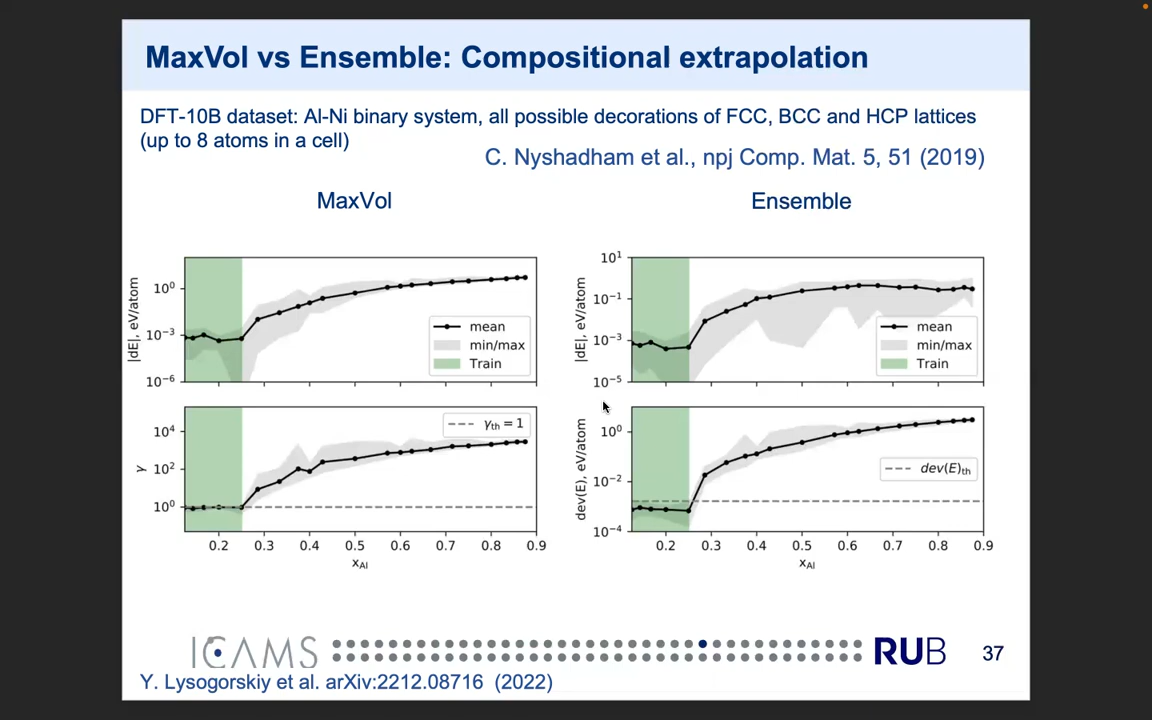 MaxVol vs Ensemble: Compositional extrapolation
DFT-10B dataset: Al-Ni binary system, all possible decorations of FCC, BCC and HCP lattices
(up to 8 atoms in a cell)
C. Nyshadham et al., npj Comp. Mat. 5, 51 (2019)
MaxVol
|dE|, eV/atom
10⁰
10⁻³
10⁻⁶
mean
min/max
Train
γ
10⁴
10²
10⁰
γth = 1
0.2 0.3 0.4 0.5 0.6 0.7 0.8 0.9
xAl
Ensemble
|dE|, eV/atom
10¹
10⁻¹
10⁻³
10⁻⁵
mean
min/max
Train
dev(E), eV/atom
10⁰
10⁻²
10⁻⁴
dev(E)th
0.2 0.3 0.4 0.5 0.6 0.7 0.8 0.9
xAl
ICAMS
RUB
37
Y. Lysogorskiy et al. arXiv:2212.08716 (2022)